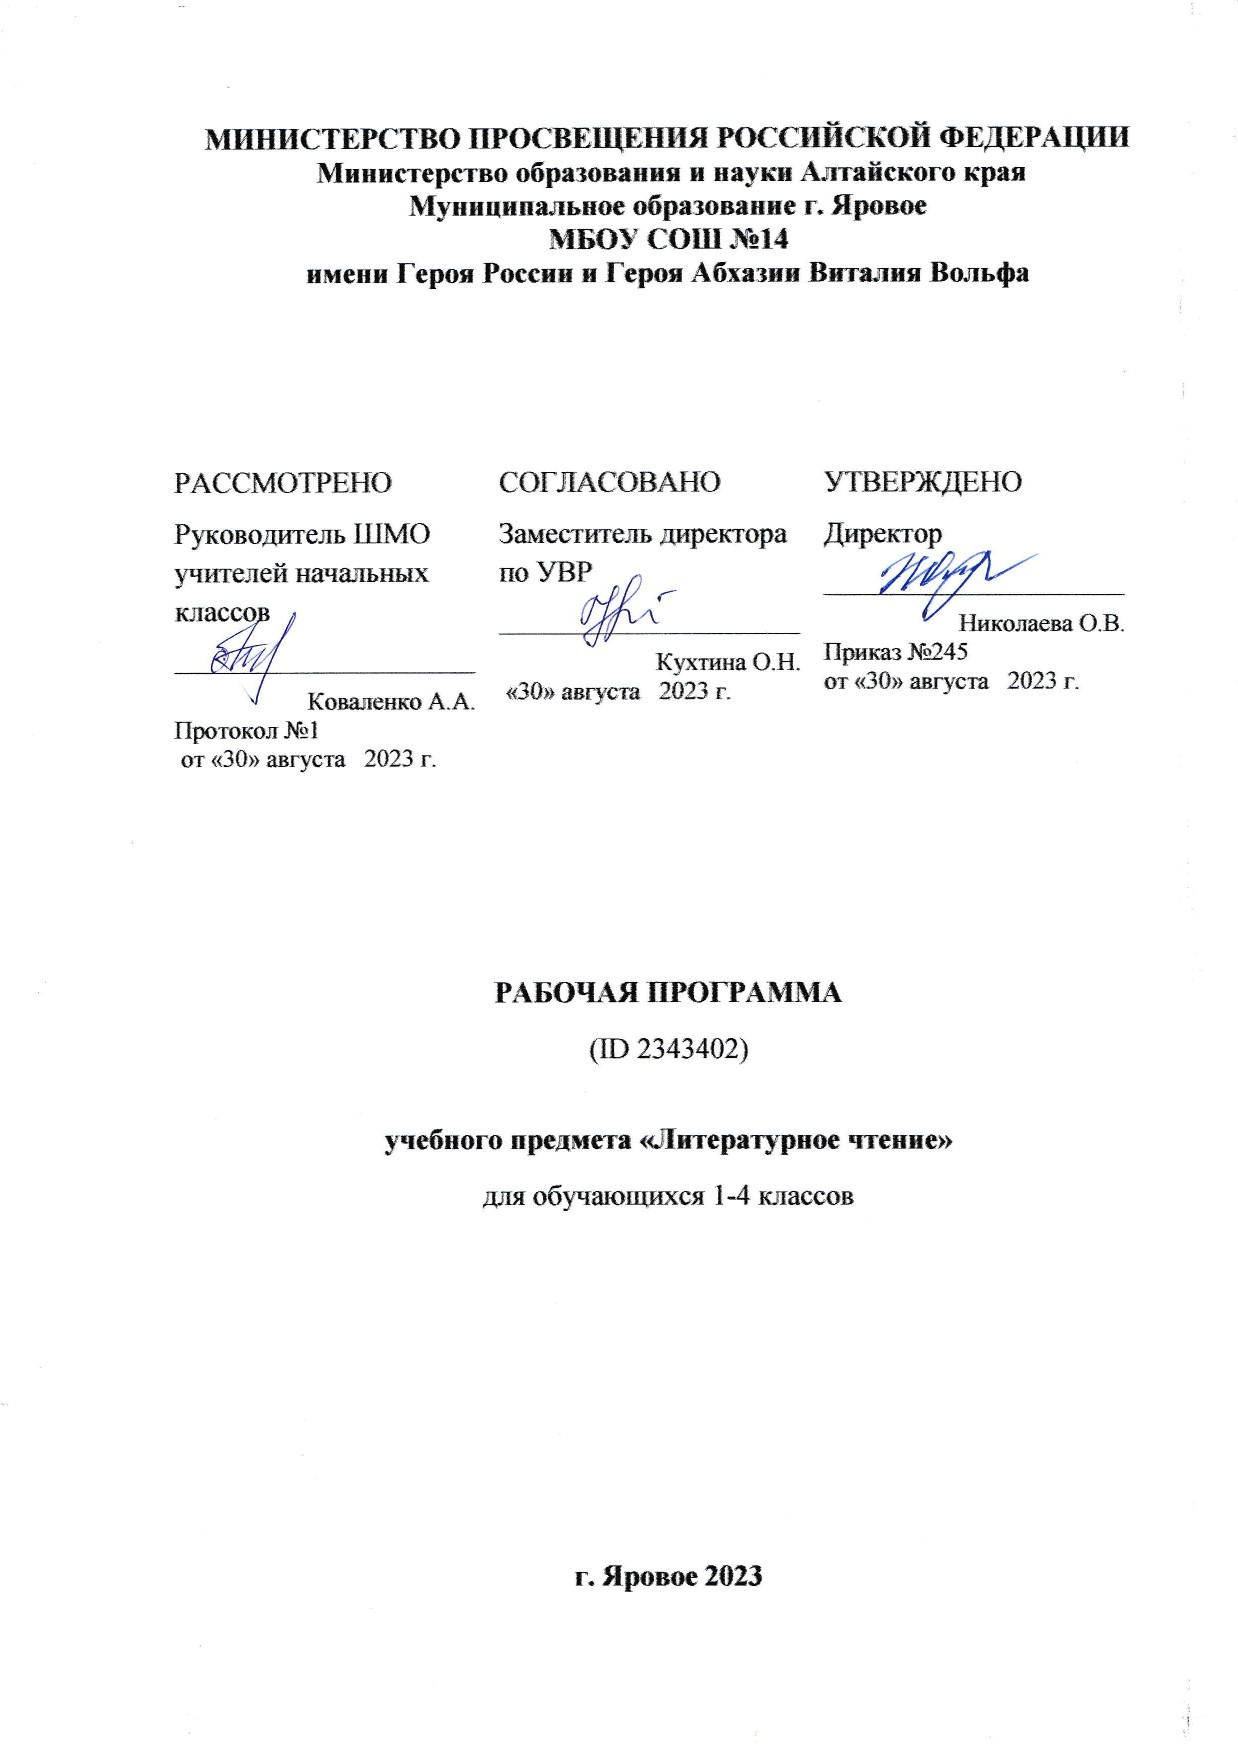 МИНИСТЕРСТВО ПРОСВЕЩЕНИЯ РОССИЙСКОЙ ФЕДЕРАЦИИ
Министерство образования и науки Алтайского края
Муниципальное образование г. Яровое
МБОУ СОШ №14
имени Героя России и Героя Абхазии Виталия Вольфа
РАССМОТРЕНО
Руководитель ШМО
учителей начальных
классов
Коваленко А.А.
Протокол №1
от «30» августа 2023 г.
СОГЛАСОВАНО
Заместитель директора
по УВР
Кухтина О.Н.
«30» августа 2023 г.
УТВЕРЖДЕНО
Директор
Николаева О.В.
Приказ №245
от «30» августа 2023 г.
РАБОЧАЯ ПРОГРАММА
(ID 2343402)
учебного предмета «Литературное чтение»
для обучающихся 1-4 классов
г. Яровое 2023